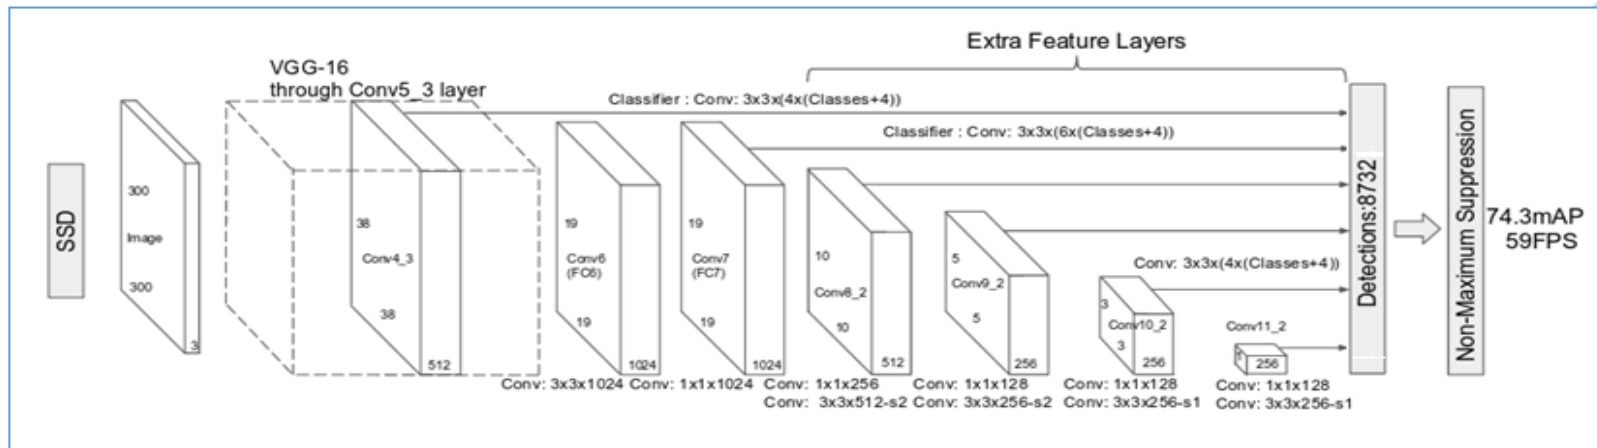 Extra Feature Layers
VGG-16
through Conv5_3 layer
Classifier : Conv: 3x3x(4x(Classes+4))
Classifier : Conv: 3x3x(6x(Classes+4))
SSD
300
Image
300
3
38
Conv4_3
38
512
19
Conv6
(FC6)
19
1024
19
Conv7
(FC7)
19
1024
10
Conv8_2
10
512
5
Conv9_2
5
256
Conv: 3x3x(4x(Classes+4))
3
Conv10_2
3
256
Conv11_2
1
256
Detections:8732
Non-Maximum Suppression
74.3mAP
59FPS
Conv: 3x3x1024
Conv: 1x1x1024
Conv: 1x1x256
Conv: 3x3x512-s2
Conv: 1x1x128
Conv: 3x3x256-s2
Conv: 1x1x128
Conv: 3x3x256-s1
Conv: 1x1x128
Conv: 3x3x256-s1